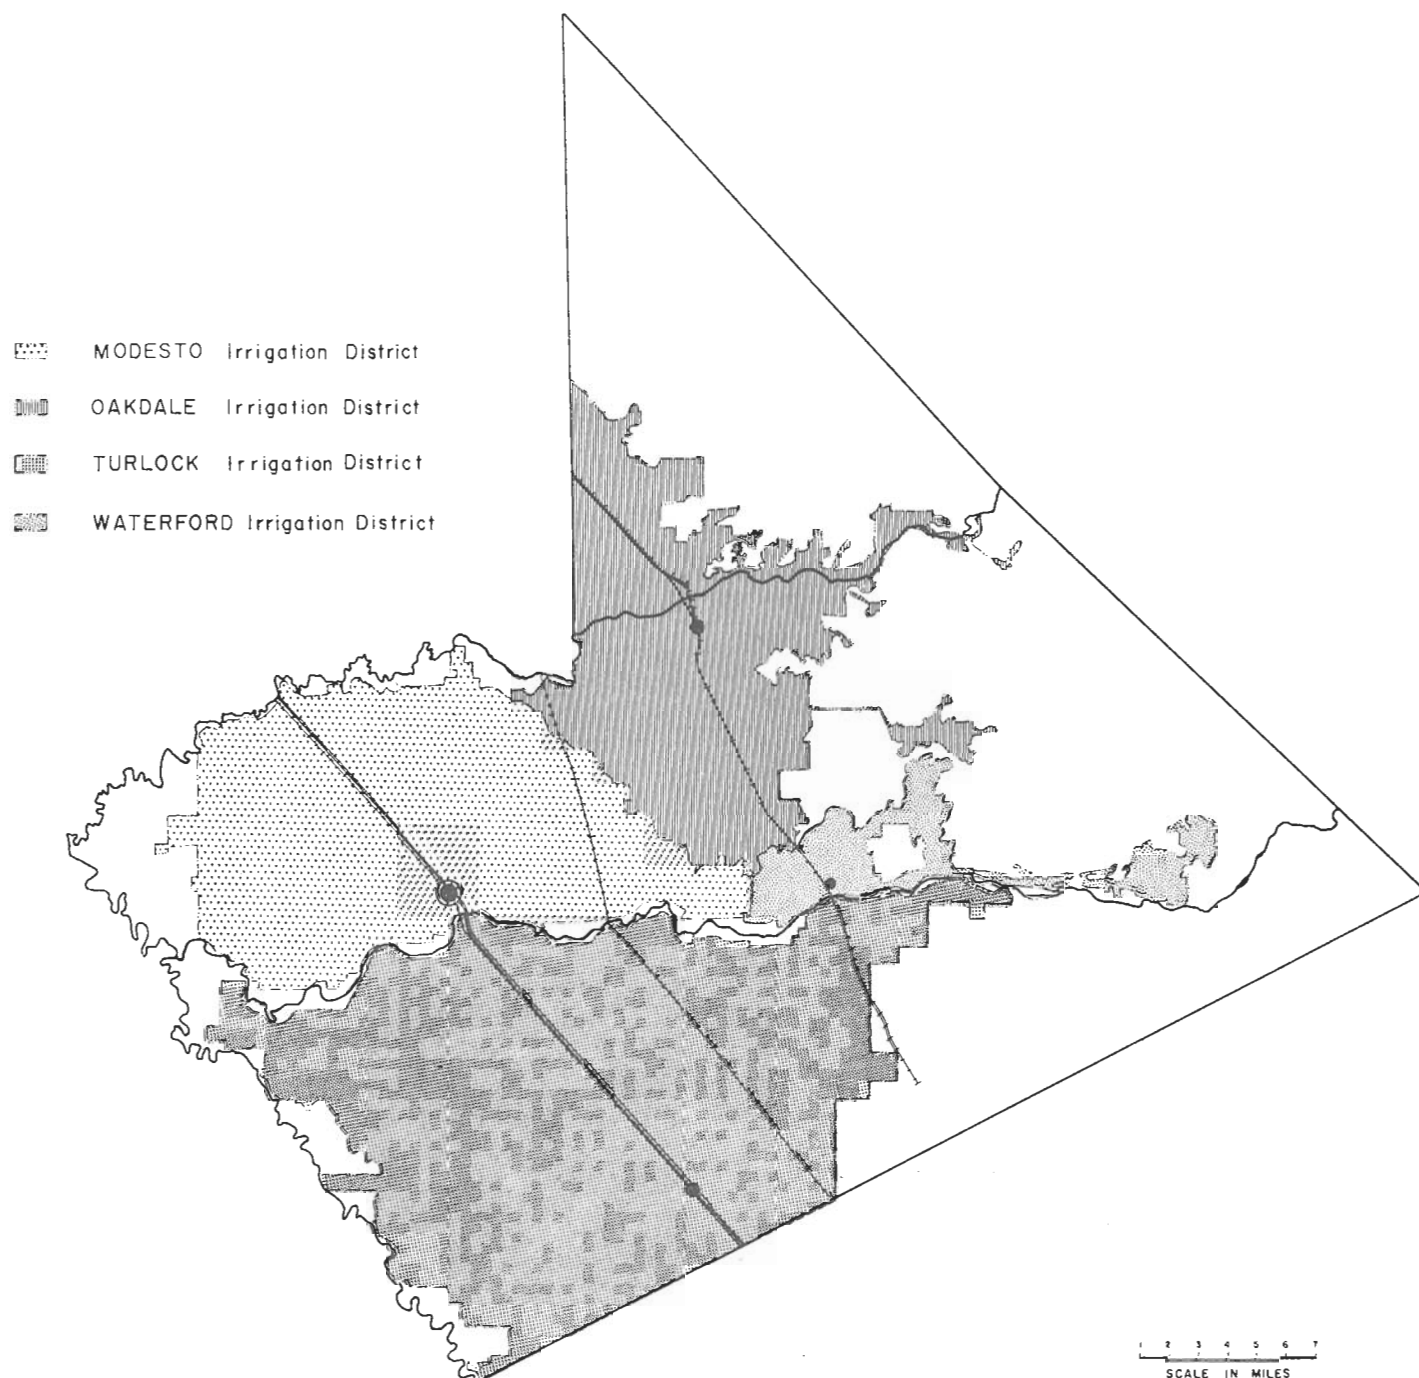 MODESTO Irrigation District
OAKDALE Irrigation District
TURLOCK Irrigation District
WATERFORD Irrigation District
1 2 3 4 5 6 7
SCALE IN MILES